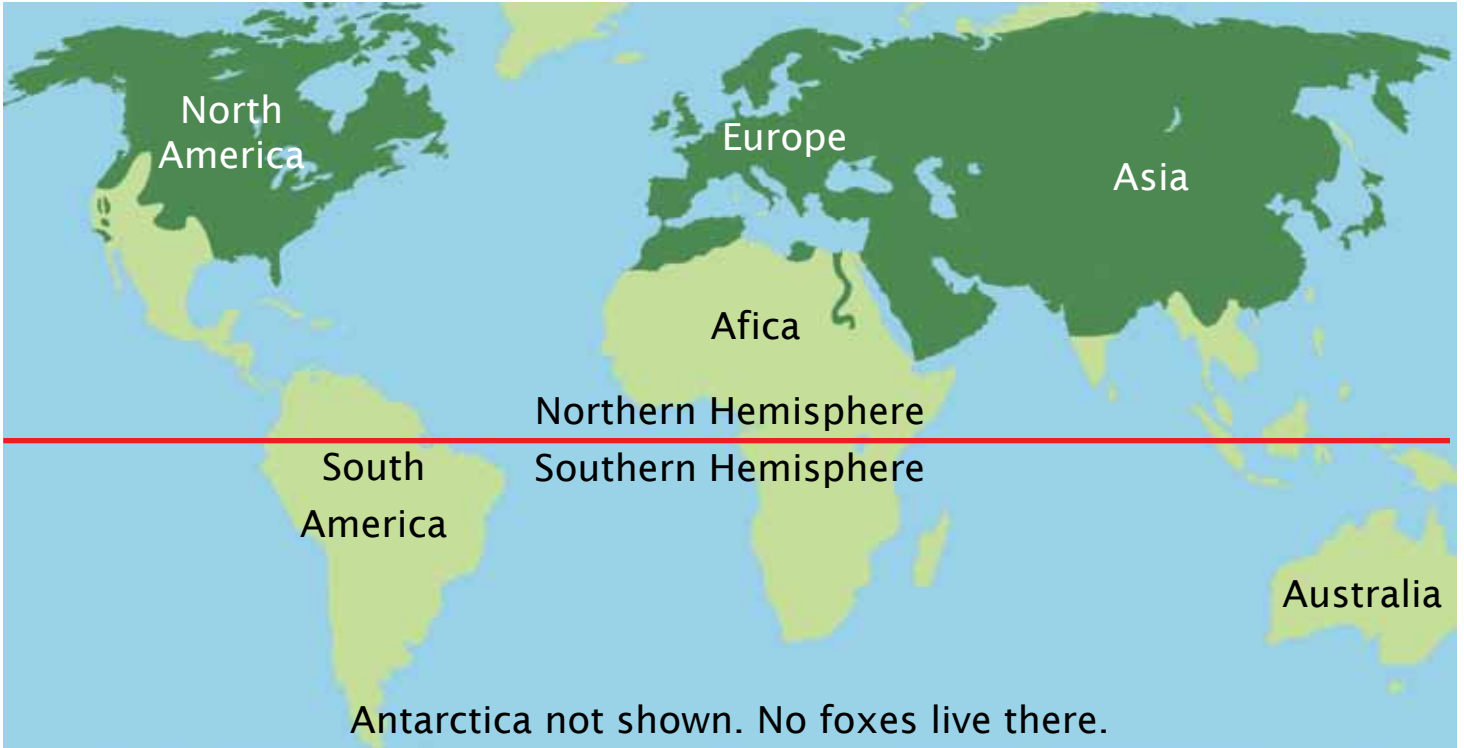 North
America
Europe
Asia
Afica
Northern Hemisphere
Southern Hemisphere
South
America
Australia
Antarctica not shown. No foxes live there.